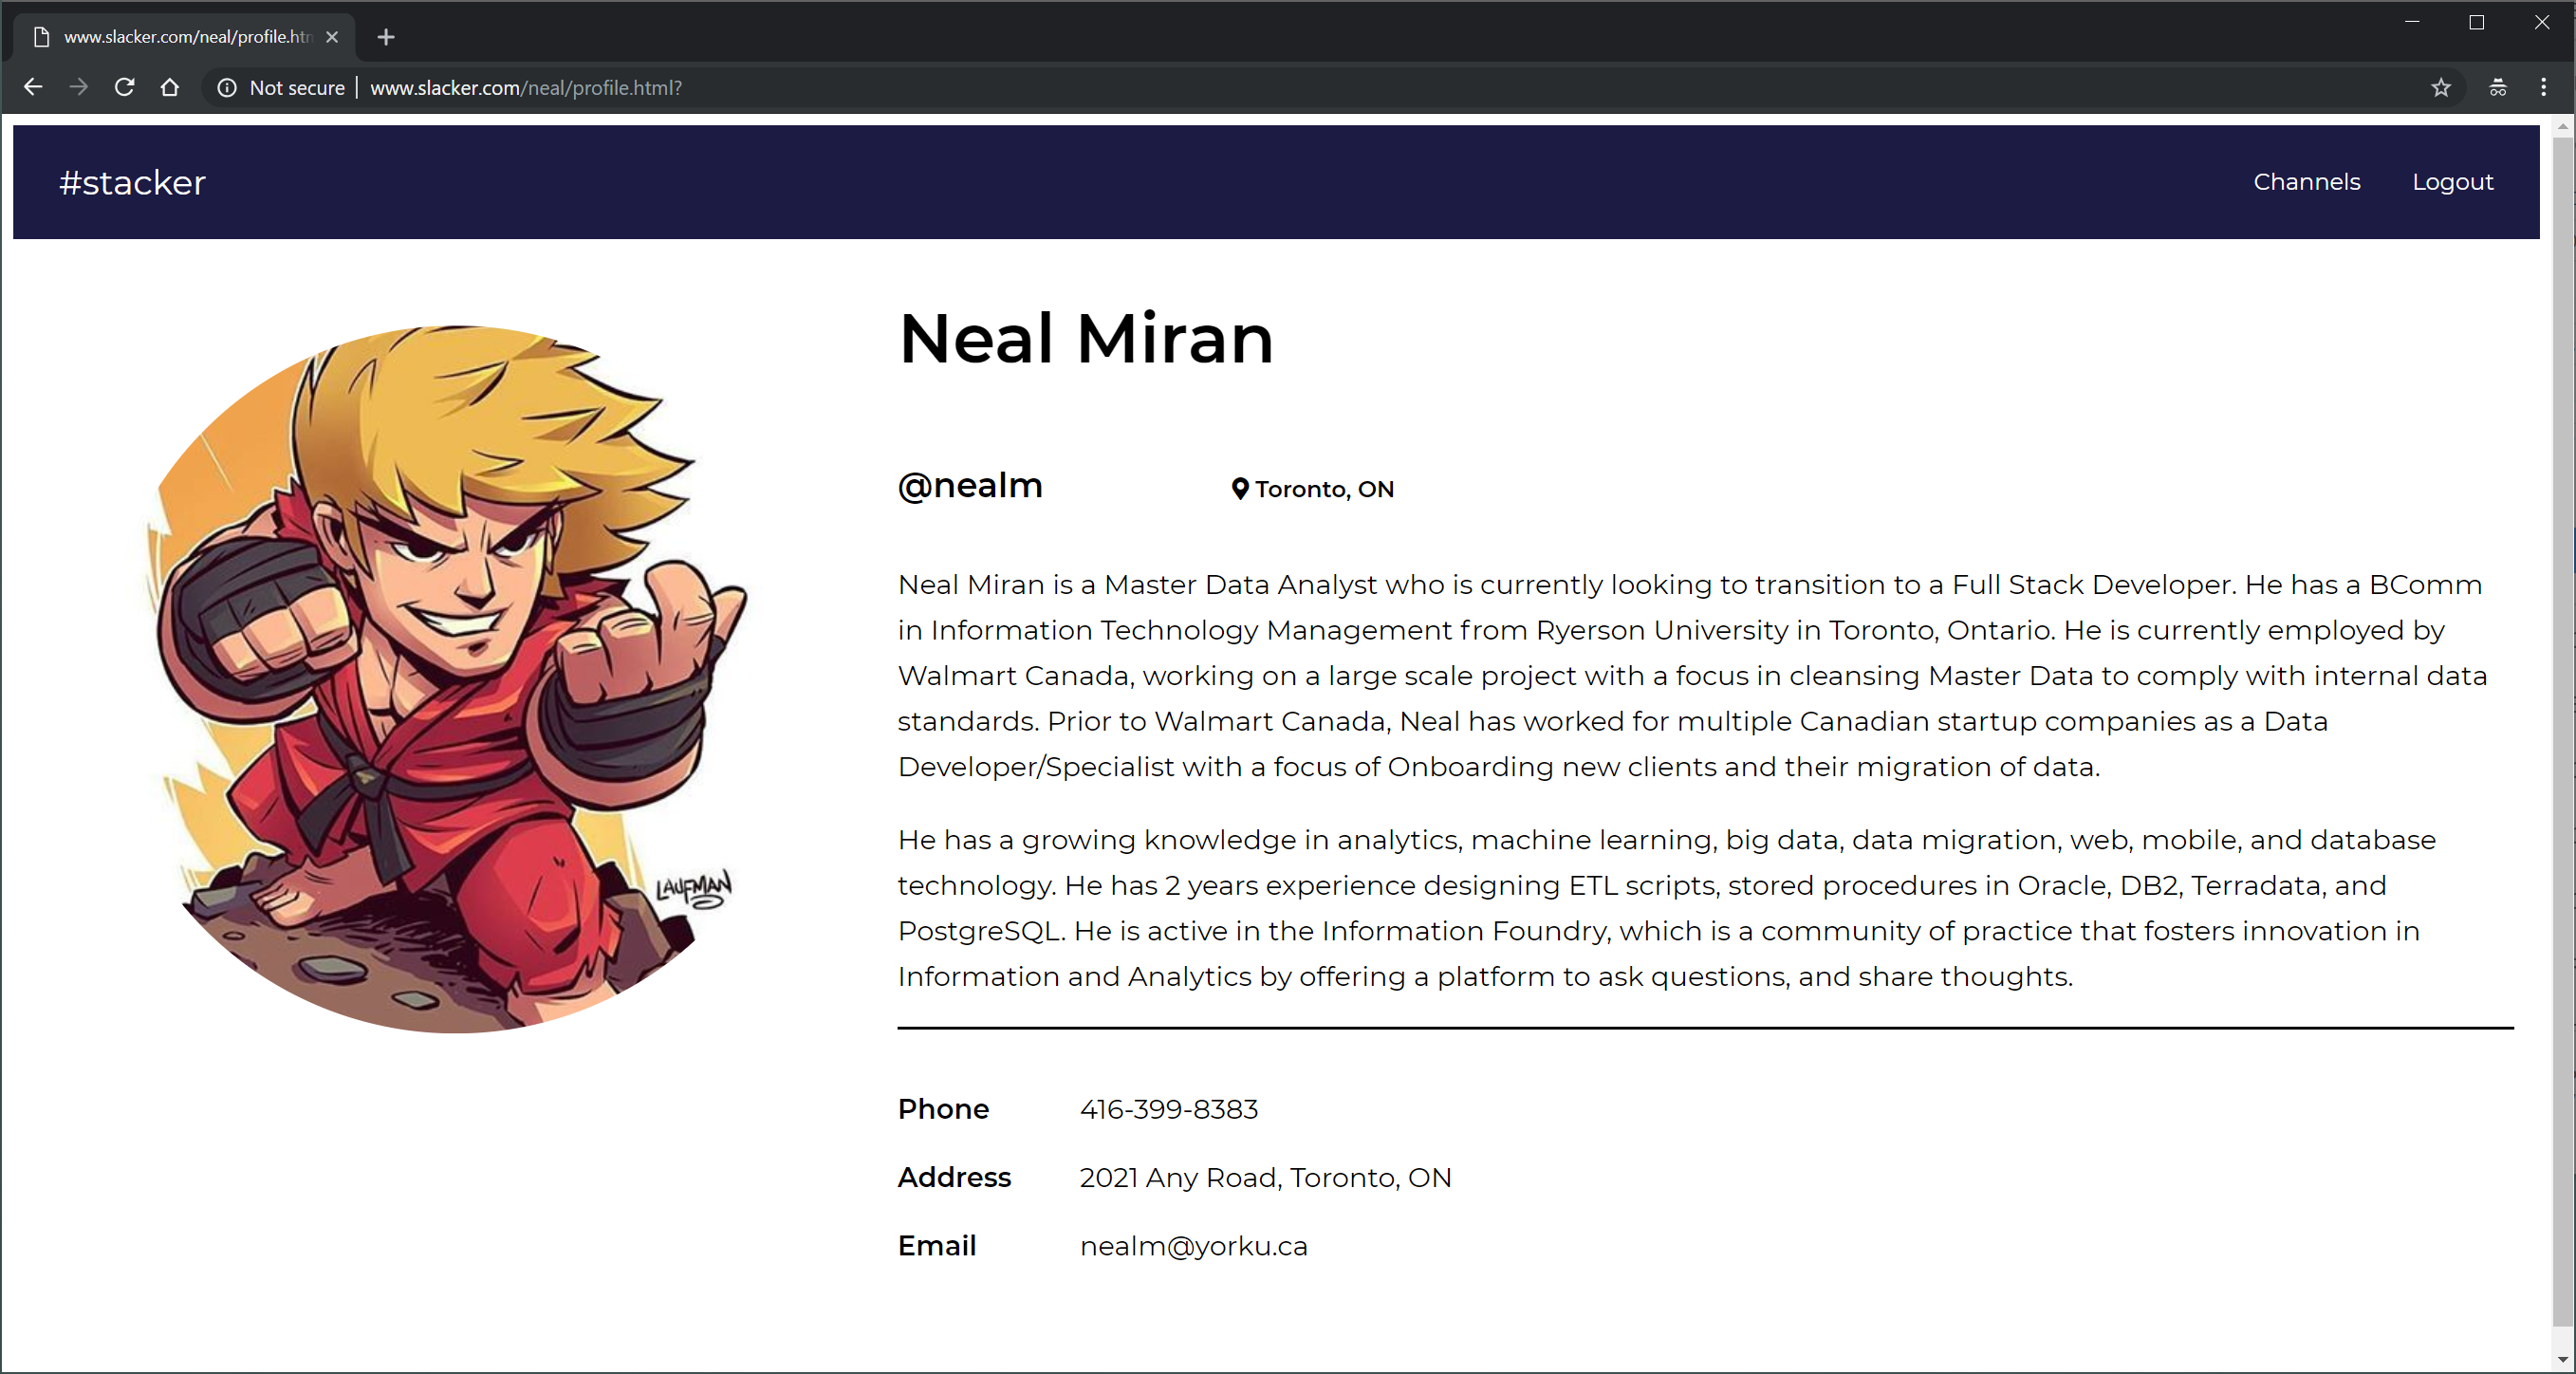 www.slacker.com/neal/profile.htm
Not secure | www.slacker.com/neal/profile.html?
#stacker
Channels Logout
Neal Miran
@nealm
Toronto, ON
Neal Miran is a Master Data Analyst who is currently looking to transition to a Full Stack Developer. He has a BComm
in Information Technology Management from Ryerson University in Toronto, Ontario. He is currently employed by
Walmart Canada, working on a large scale project with a focus in cleansing Master Data to comply with internal data
standards. Prior to Walmart Canada, Neal has worked for multiple Canadian startup companies as a Data
Developer/Specialist with a focus of Onboarding new clients and their migration of data.
He has a growing knowledge in analytics, machine learning, big data, data migration, web, mobile, and database
technology. He has 2 years experience designing ETL scripts, stored procedures in Oracle, DB2, Terradata, and
PostgreSQL. He is active in the Information Foundry, which is a community of practice that fosters innovation in
Information and Analytics by offering a platform to ask questions, and share thoughts.
LAUFMAN
Phone 416-399-8383
Address 2021 Any Road, Toronto, ON
Email nealm@yorku.ca